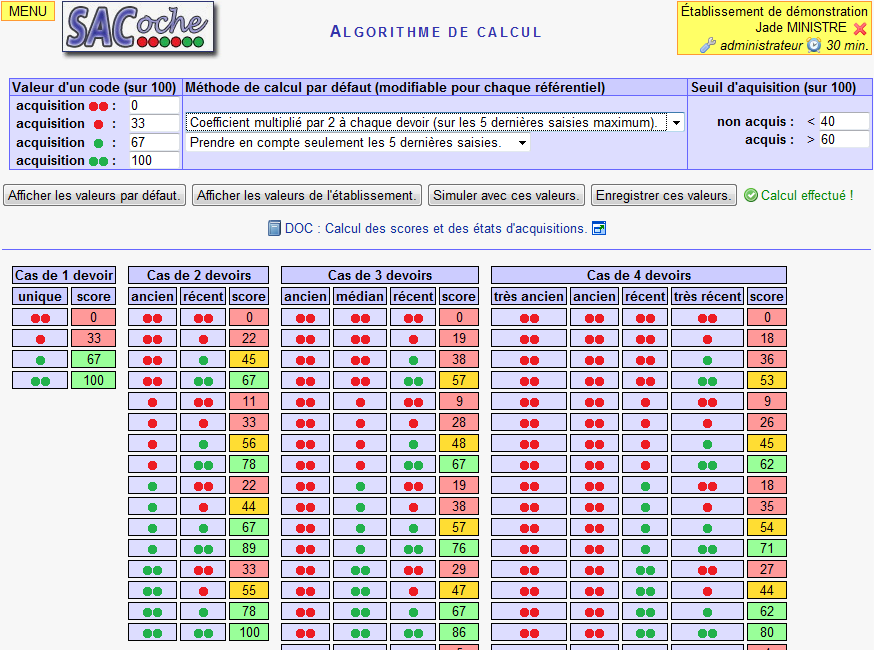 MENU
SACoche
ALGORITHME DE CALCUL
Établissement de démonstration
Jade MINISTRE
administrateur 30 min.
Valeur d'un code (sur 100) Méthode de calcul par défaut (modifiable pour chaque référentiel) Seuil d'aquisition (sur 100)
acquisition : 0
acquisition : 33
acquisition : 67
acquisition : 100
Coefficient multiplié par 2 à chaque devoir (sur les 5 dernières saisies maximum).
Prendre en compte seulement les 5 dernières saisies.
non acquis : < 40
acquis : > 60
Afficher les valeurs par défaut. Afficher les valeurs de l'établissement. Simuler avec ces valeurs. Enregistrer ces valeurs. Calcul effectué !
DOC : Calcul des scores et des états d'acquisitions.
Cas de 1 devoir Cas de 2 devoirs Cas de 3 devoirs Cas de 4 devoirs
unique score ancien récent score ancien médian récent score très ancien ancien récent très récent score
0 0 0 0
33 22 19 18
67 45 38 36
100 67 57 53
11 9 9
33 28 26
56 48 45
78 67 62
22 19 18
44 38 35
67 57 54
89 76 71
33 29 27
55 47 44
78 67 62
100 86 80